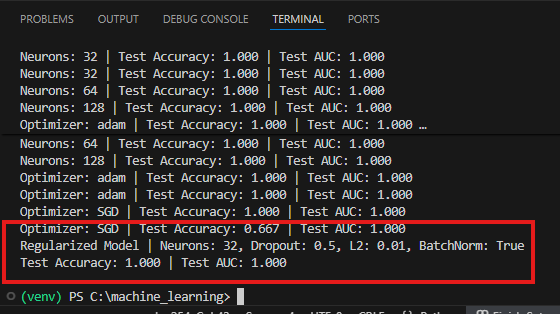 PROBLEMS OUTPUT DEBUG CONSOLE TERMINAL PORTS
Neurons: 32 | Test Accuracy: 1.000 | Test AUC: 1.000
Neurons: 32 | Test Accuracy: 1.000 | Test AUC: 1.000
Neurons: 64 | Test Accuracy: 1.000 | Test AUC: 1.000
Neurons: 128 | Test Accuracy: 1.000 | Test AUC: 1.000
Optimizer: adam | Test Accuracy: 1.000 | Test AUC: 1.000 …
Neurons: 64 | Test Accuracy: 1.000 | Test AUC: 1.000
Neurons: 128 | Test Accuracy: 1.000 | Test AUC: 1.000
Optimizer: adam | Test Accuracy: 1.000 | Test AUC: 1.000
Optimizer: adam | Test Accuracy: 1.000 | Test AUC: 1.000
Optimizer: SGD | Test Accuracy: 1.000 | Test AUC: 1.000
Optimizer: SGD | Test Accuracy: 0.667 | Test AUC: 1.000
Regularized Model | Neurons: 32, Dropout: 0.5, L2: 0.01, BatchNorm: True
Test Accuracy: 1.000 | Test AUC: 1.000
(venv) PS C:\machine_learning>